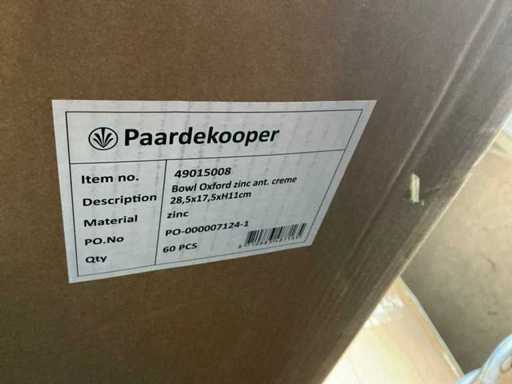 Paardekooper
Item no. 49015008
Description Bowl Oxford zinc ant. creme
28,5x17,5xH11cm
Material zinc
PO.No PO-000007124-1
Qty 60 PCS